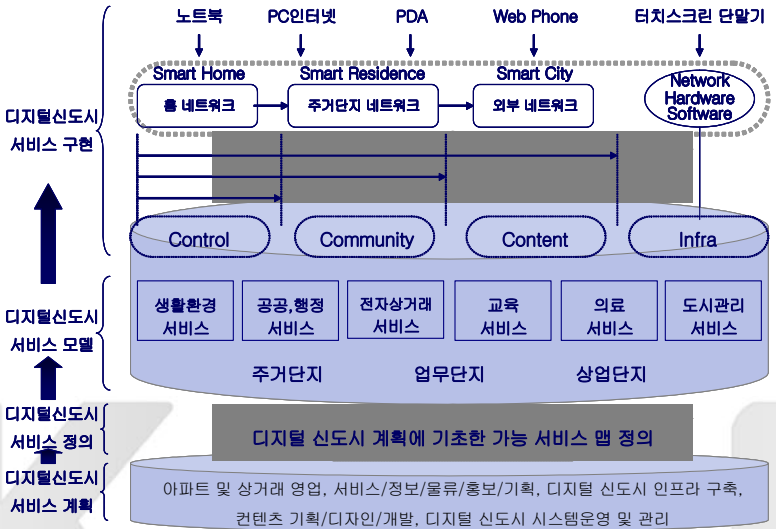 노트북 PC인터넷 PDA Web Phone 터치스크린 단말기
Smart Home Smart Residence Smart City
홈 네트워크 주거단지 네트워크 외부 네트워크
Network
Hardware
Software
디지털신도시
서비스 구현
Control Community Content Infra
생활환경
서비스
공공,행정
서비스
전자상거래
서비스
교육
서비스
의료
서비스
도시관리
서비스
디지털신도시
서비스 모델
주거단지 업무단지 상업단지
디지털신도시
서비스 정의
디지털 신도시 계획에 기초한 가능 서비스 맵 정의
디지털신도시
서비스 계획
아파트 및 상거래 영업, 서비스/정보/물류/홍보/기획, 디지털 신도시 인프라 구축,
컨텐츠 기획/디자인/개발, 디지털 신도시 시스템운영 및 관리